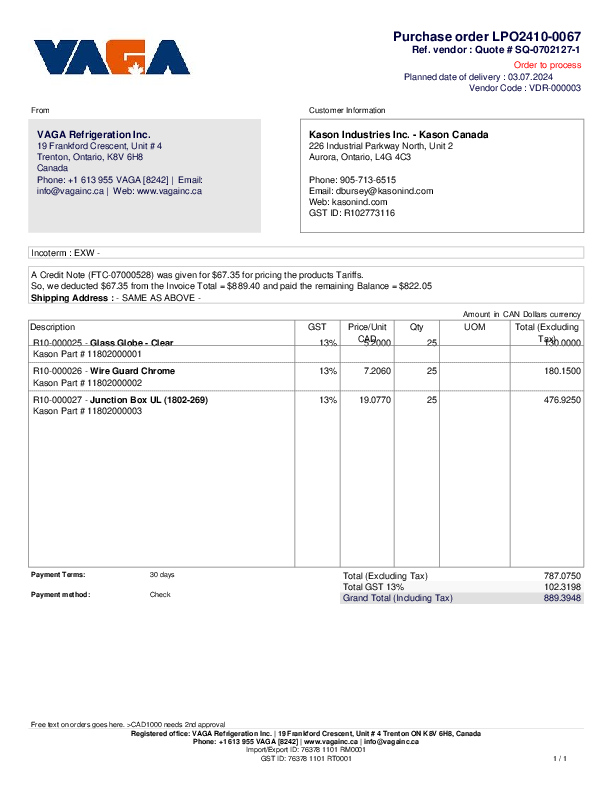 VAGA
Purchase order LPO2410-0067
Ref. vendor : Quote # SQ-0702127-1
Order to process
Planned date of delivery : 03.07.2024
Vendor Code : VDR-000003
From
Customer Information
VAGA Refrigeration Inc.
19 Frankford Crescent, Unit # 4
Trenton, Ontario, K8V 6H8
Canada
Phone: +1 613 955 VAGA [8242] | Email:
info@vagainc.ca | Web: www.vagainc.ca
Kason Industries Inc. - Kason Canada
226 Industrial Parkway North, Unit 2
Aurora, Ontario, L4G 4C3
Phone: 905-713-6515
Email: dbursey@kasonind.com
Web: kasonind.com
GST ID: R102773116
Incoterm : EXW -
A Credit Note (FTC-07000528) was given for $67.35 for pricing the products Tariffs.
So, we deducted $67.35 from the Invoice Total = $889.40 and paid the remaining Balance = $822.05
Shipping Address : - SAME AS ABOVE -
Amount in CAN Dollars currency
Description GST Price/Unit CAD Qty UOM Total (Excluding Tax)
R10-000025 - Glass Globe - Clear 13% 5.2000 25 130.0000
Kason Part # 11802000001
R10-000026 - Wire Guard Chrome 13% 7.2060 25 180.1500
Kason Part # 11802000002
R10-000027 - Junction Box UL (1802-269) 13% 19.0770 25 476.9250
Kason Part # 11802000003
Payment Terms: 30 days
Payment method: Check
Total (Excluding Tax) 787.0750
Total GST 13% 102.3198
Grand Total (Including Tax) 889.3948
Free text on orders goes here. >CAD1000 needs 2nd approval
Registered office: VAGA Refrigeration Inc. | 19 Frankford Crescent, Unit # 4 Trenton ON K8V 6H8, Canada
Phone: +1 613 955 VAGA [8242] | www.vagainc.ca | info@vagainc.ca
Import/Export ID: 76378 1101 RM0001
GST ID: 76378 1101 RT0001
1 / 1